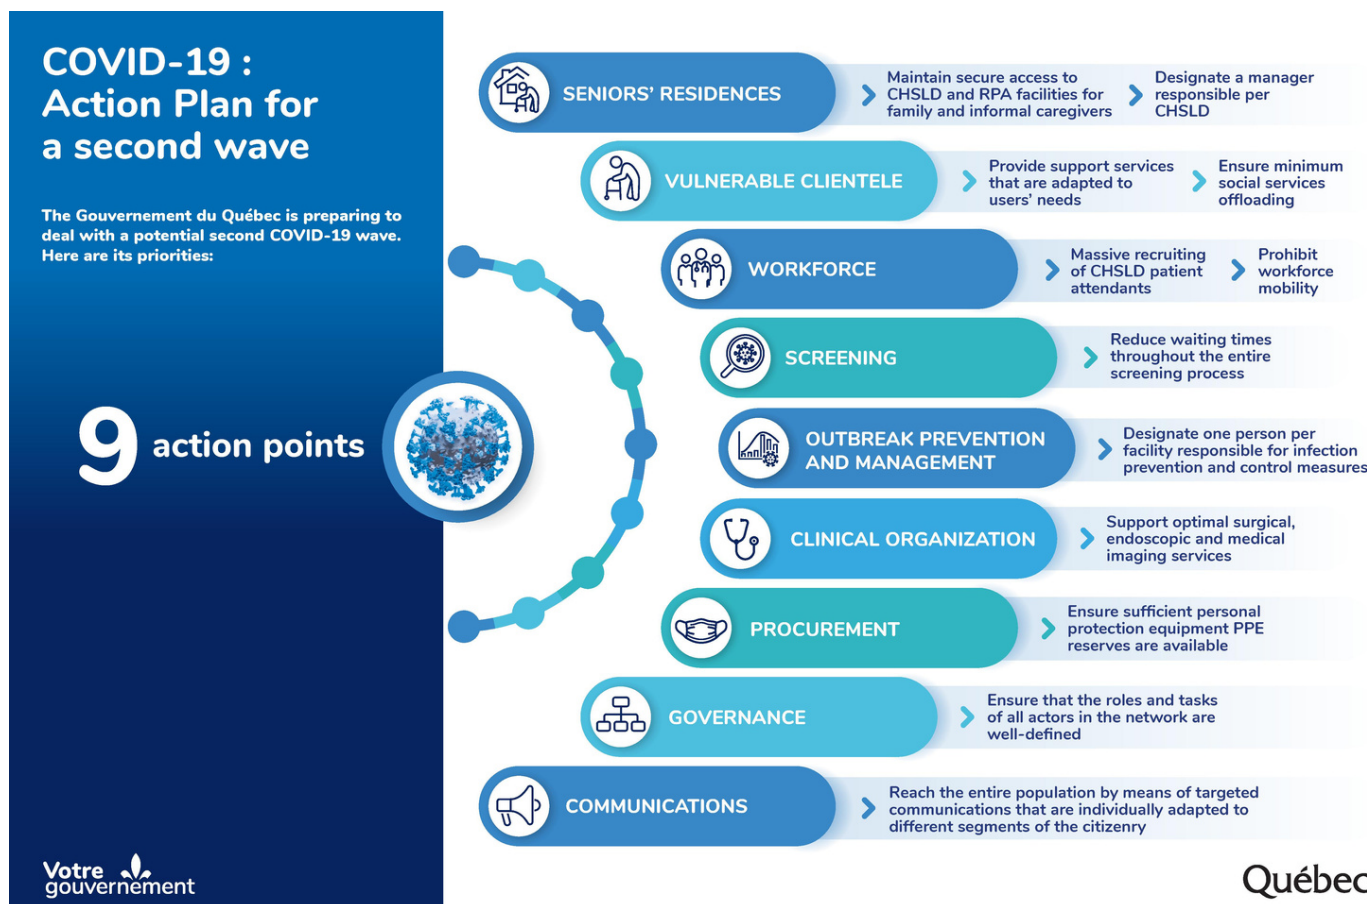 COVID-19 :
Action Plan for
a second wave
The Gouvernement du Québec is preparing to
deal with a potential second COVID-19 wave.
Here are its priorities:
9 action points
SENIORS’ RESIDENCES
Maintain secure access to
CHSLD and RPA facilities for
family and informal caregivers
Designate a manager
responsible per
CHSLD
VULNERABLE CLIENTELE
Provide support services
that are adapted to
users’ needs
Ensure minimum
social services
offloading
WORKFORCE
Massive recruiting
of CHSLD patient
attendants
Prohibit
workforce
mobility
SCREENING
Reduce waiting times
throughout the entire
screening process
OUTBREAK PREVENTION
AND MANAGEMENT
Designate one person per
facility responsible for infection
prevention and control measures
CLINICAL ORGANIZATION
Support optimal surgical,
endoscopic and medical
imaging services
PROCUREMENT
Ensure sufficient personal
protection equipment PPE
reserves are available
GOVERNANCE
Ensure that the roles and tasks
of all actors in the network are
well-defined
COMMUNICATIONS
Reach the entire population by means of targeted
communications that are individually adapted to
different segments of the citizenry
Votre
gouvernement
Québec